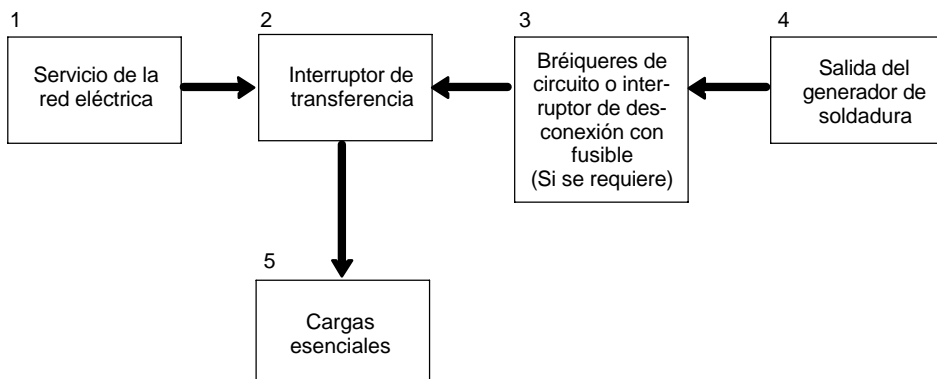 1
Servicio de la
red eléctrica
2
Interruptor de
transferencia
3
Bréiqueres de
circuito o inter-
ruptor de des-
conexión con
fusible
(Si se requiere)
4
Salida del
generador de
soldadura
5
Cargas
esenciales